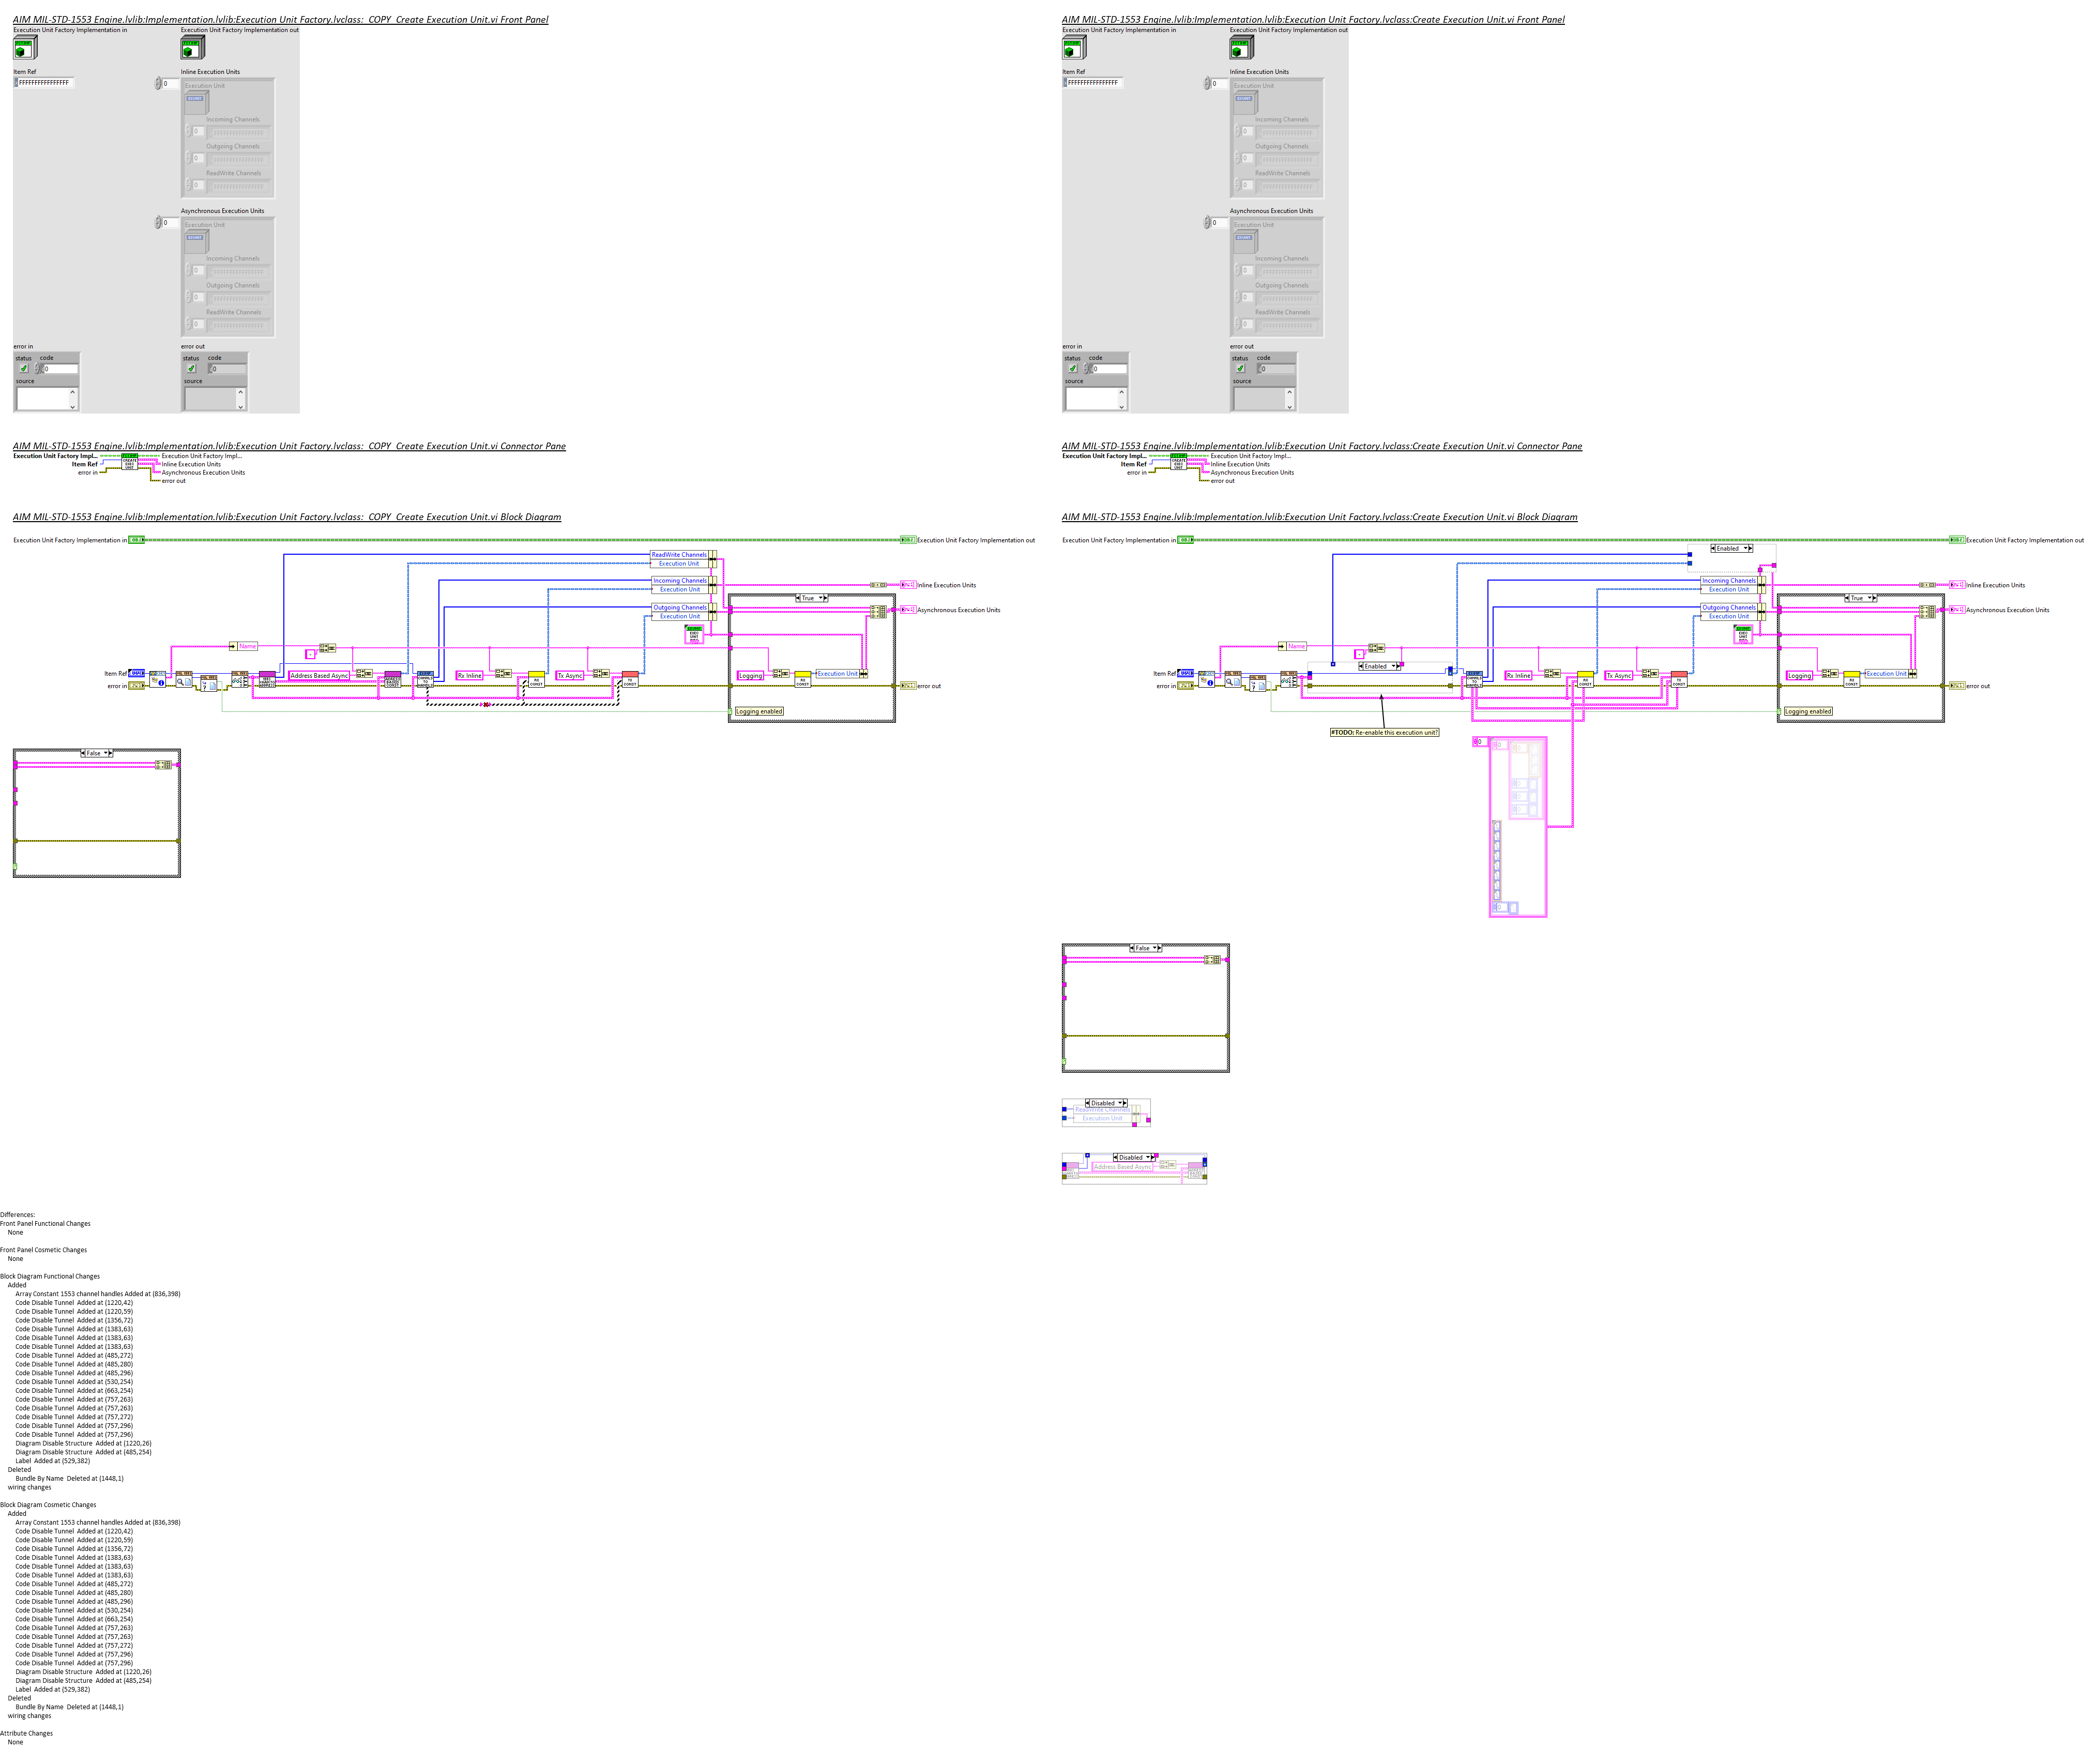 AIM MIL-STD-1553 Engine.lvlib:Implementation.lvlib:Execution Unit Factory.lvclass:_COPY_Create Execution Unit.vi Front Panel
Execution Unit Factory Implementation in
Execution Unit Factory Implementation out
Item Ref
FFFFFFFFFFFFFFFF
Inline Execution Units
0
Execution Unit
Incoming Channels
0
Outgoing Channels
0
ReadWrite Channels
0
Asynchronous Execution Units
0
Execution Unit
Incoming Channels
0
Outgoing Channels
0
ReadWrite Channels
0
error in
error out
status code
status code
0
0
source
source
AIM MIL-STD-1553 Engine.lvlib:Implementation.lvlib:Execution Unit Factory.lvclass:Create Execution Unit.vi Front Panel
Execution Unit Factory Implementation in
Execution Unit Factory Implementation out
Item Ref
FFFFFFFFFFFFFFFF
Inline Execution Units
0
Execution Unit
Incoming Channels
0
Outgoing Channels
0
ReadWrite Channels
0
Asynchronous Execution Units
0
Execution Unit
Incoming Channels
0
Outgoing Channels
0
ReadWrite Channels
0
error in
error out
status code
status code
0
0
source
source
AIM MIL-STD-1553 Engine.lvlib:Implementation.lvlib:Execution Unit Factory.lvclass:_COPY_Create Execution Unit.vi Connector Pane
Execution Unit Factory Impl...
Item Ref
error in
CREATE EXEC UNIT
Execution Unit Factory Impl...
Inline Execution Units
Asynchronous Execution Units
error out
AIM MIL-STD-1553 Engine.lvlib:Implementation.lvlib:Execution Unit Factory.lvclass:Create Execution Unit.vi Connector Pane
Execution Unit Factory Impl...
Item Ref
error in
CREATE EXEC UNIT
Execution Unit Factory Impl...
Inline Execution Units
Asynchronous Execution Units
error out
AIM MIL-STD-1553 Engine.lvlib:Implementation.lvlib:Execution Unit Factory.lvclass:_COPY_Create Execution Unit.vi Block Diagram
Execution Unit Factory Implementation in
Execution Unit Factory Implementation out
ReadWrite Channels
Execution Unit
Incoming Channels
Execution Unit
Inline Execution Units
True
Outgoing Channels
Execution Unit
Asynchronous Execution Units
Name
Item Ref
Address Based Async
Rx Inline
Tx Async
Logging
Execution Unit
error in
error out
Logging enabled
False
AIM MIL-STD-1553 Engine.lvlib:Implementation.lvlib:Execution Unit Factory.lvclass:Create Execution Unit.vi Block Diagram
Execution Unit Factory Implementation in
Execution Unit Factory Implementation out
Enabled
Incoming Channels
Execution Unit
Inline Execution Units
True
Outgoing Channels
Execution Unit
Asynchronous Execution Units
Name
Enabled
Item Ref
Rx Inline
Tx Async
Logging
Execution Unit
error in
error out
Logging enabled
#TODO: Re-enable this execution unit?
False
Disabled
ReadWrite Channels
Execution Unit
Disabled
Address Based Async
Differences:
Front Panel Functional Changes
None
Front Panel Cosmetic Changes
None
Block Diagram Functional Changes
Added
Array Constant 1553 channel handles Added at (836,398)
Code Disable Tunnel  Added at (1220,42)
Code Disable Tunnel  Added at (1220,59)
Code Disable Tunnel  Added at (1356,72)
Code Disable Tunnel  Added at (1383,63)
Code Disable Tunnel  Added at (1383,63)
Code Disable Tunnel  Added at (1383,63)
Code Disable Tunnel  Added at (485,272)
Code Disable Tunnel  Added at (485,280)
Code Disable Tunnel  Added at (485,296)
Code Disable Tunnel  Added at (530,254)
Code Disable Tunnel  Added at (663,254)
Code Disable Tunnel  Added at (757,263)
Code Disable Tunnel  Added at (757,263)
Code Disable Tunnel  Added at (757,272)
Code Disable Tunnel  Added at (757,296)
Code Disable Tunnel  Added at (757,296)
Diagram Disable Structure  Added at (1220,26)
Diagram Disable Structure  Added at (485,254)
Label  Added at (529,382)
Deleted
Bundle By Name  Deleted at (1448,1)
wiring changes
Block Diagram Cosmetic Changes
Added
Array Constant 1553 channel handles Added at (836,398)
Code Disable Tunnel  Added at (1220,42)
Code Disable Tunnel  Added at (1220,59)
Code Disable Tunnel  Added at (1356,72)
Code Disable Tunnel  Added at (1383,63)
Code Disable Tunnel  Added at (1383,63)
Code Disable Tunnel  Added at (1383,63)
Code Disable Tunnel  Added at (485,272)
Code Disable Tunnel  Added at (485,280)
Code Disable Tunnel  Added at (485,296)
Code Disable Tunnel  Added at (530,254)
Code Disable Tunnel  Added at (663,254)
Code Disable Tunnel  Added at (757,263)
Code Disable Tunnel  Added at (757,263)
Code Disable Tunnel  Added at (757,272)
Code Disable Tunnel  Added at (757,296)
Code Disable Tunnel  Added at (757,296)
Diagram Disable Structure  Added at (1220,26)
Diagram Disable Structure  Added at (485,254)
Label  Added at (529,382)
Deleted
Bundle By Name  Deleted at (1448,1)
wiring changes
Attribute Changes
None